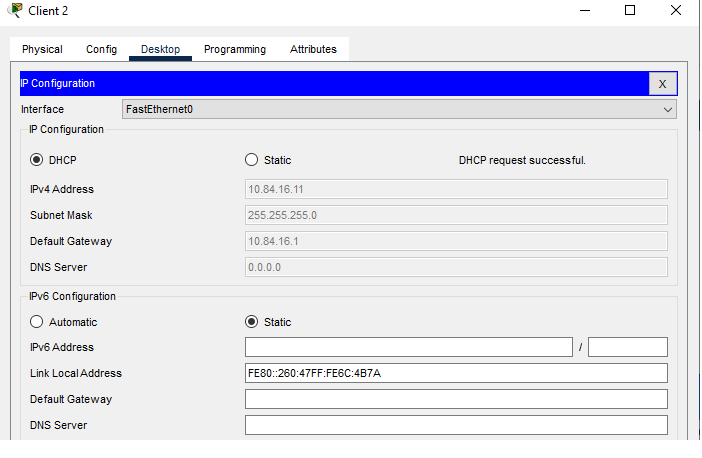 Client 2
Physical Config Desktop Programming Attributes
IP Configuration X
Interface FastEthernet0
IP Configuration
DHCP Static DHCP request successful.
IPv4 Address 10.84.16.11
Subnet Mask 255.255.255.0
Default Gateway 10.84.16.1
DNS Server 0.0.0.0
IPv6 Configuration
Automatic Static
IPv6 Address /
Link Local Address FE80::260:47FF:FE6C:4B7A
Default Gateway
DNS Server